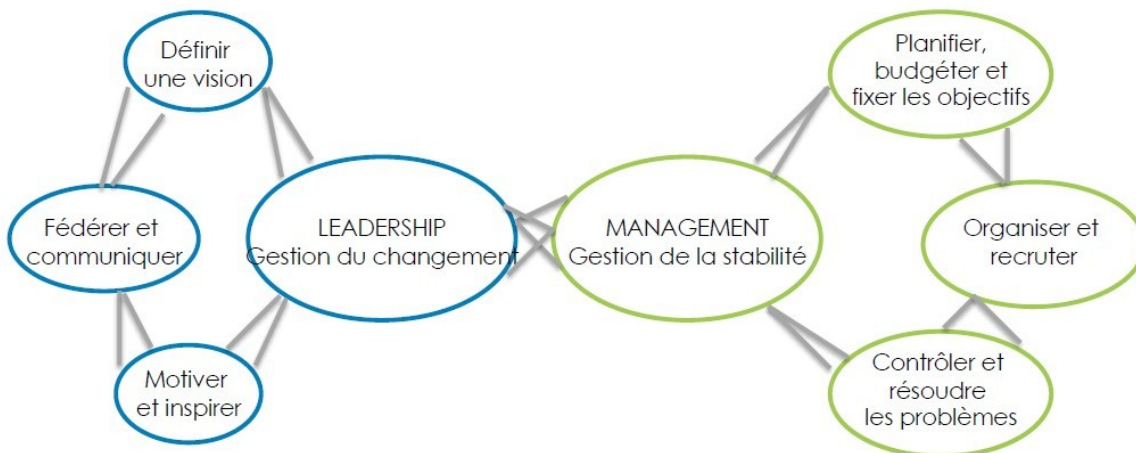 Définir
une vision
Fédérer et
communiquer
Motiver
et inspirer
LEADERSHIP
Gestion du changement
MANAGEMENT
Gestion de la stabilité
Planifier,
budgéter et
fixer les objectifs
Organiser et
recruter
Contrôler et
résoudre
les problèmes